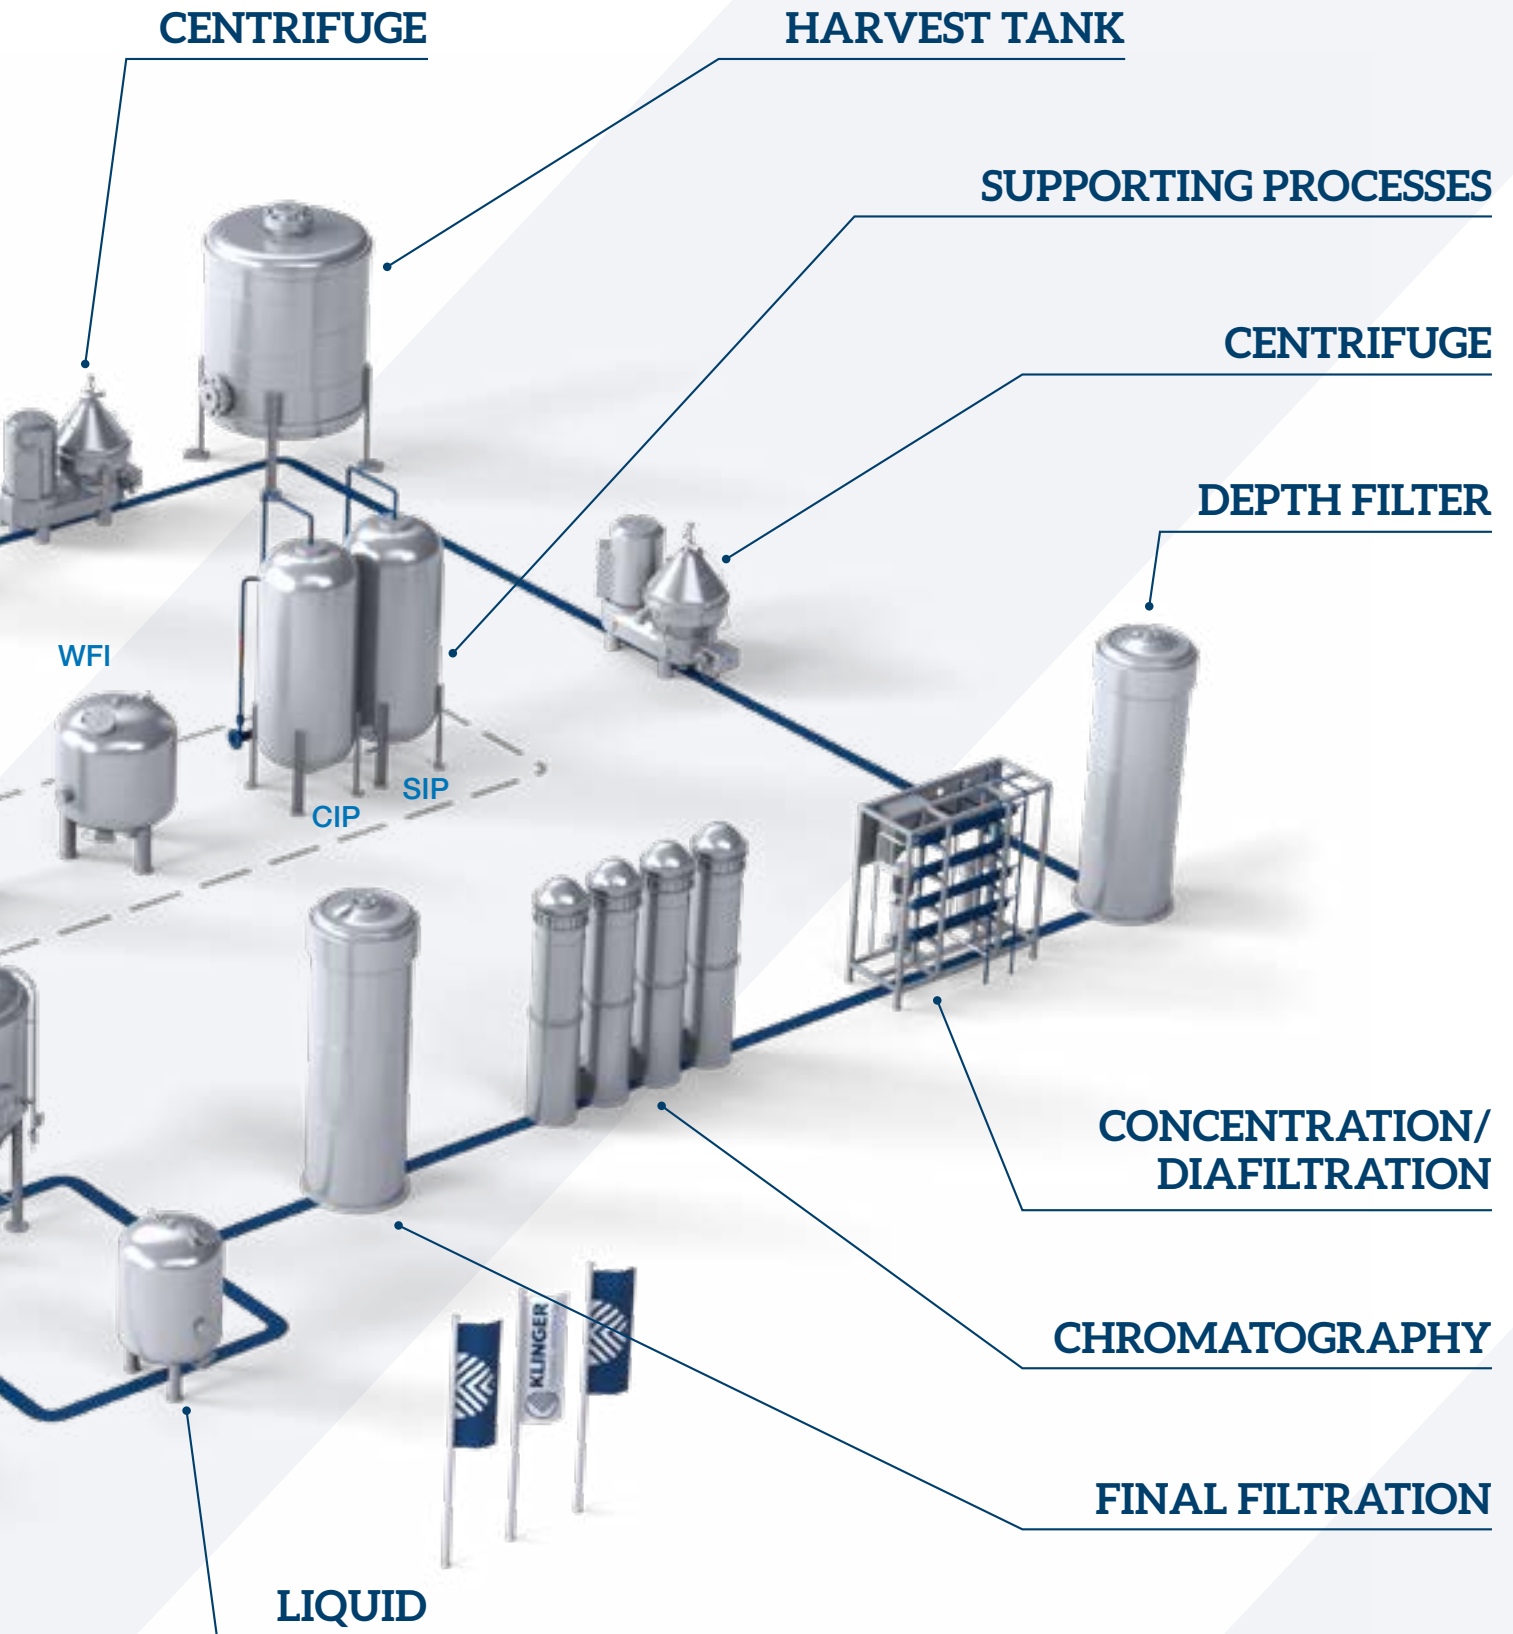 CENTRIFUGE
HARVEST TANK
SUPPORTING PROCESSES
CENTRIFUGE
DEPTH FILTER
WFI
SIP
CIP
CONCENTRATION/
DIAFILTRATION
KLINGER
CHROMATOGRAPHY
FINAL FILTRATION
LIQUID